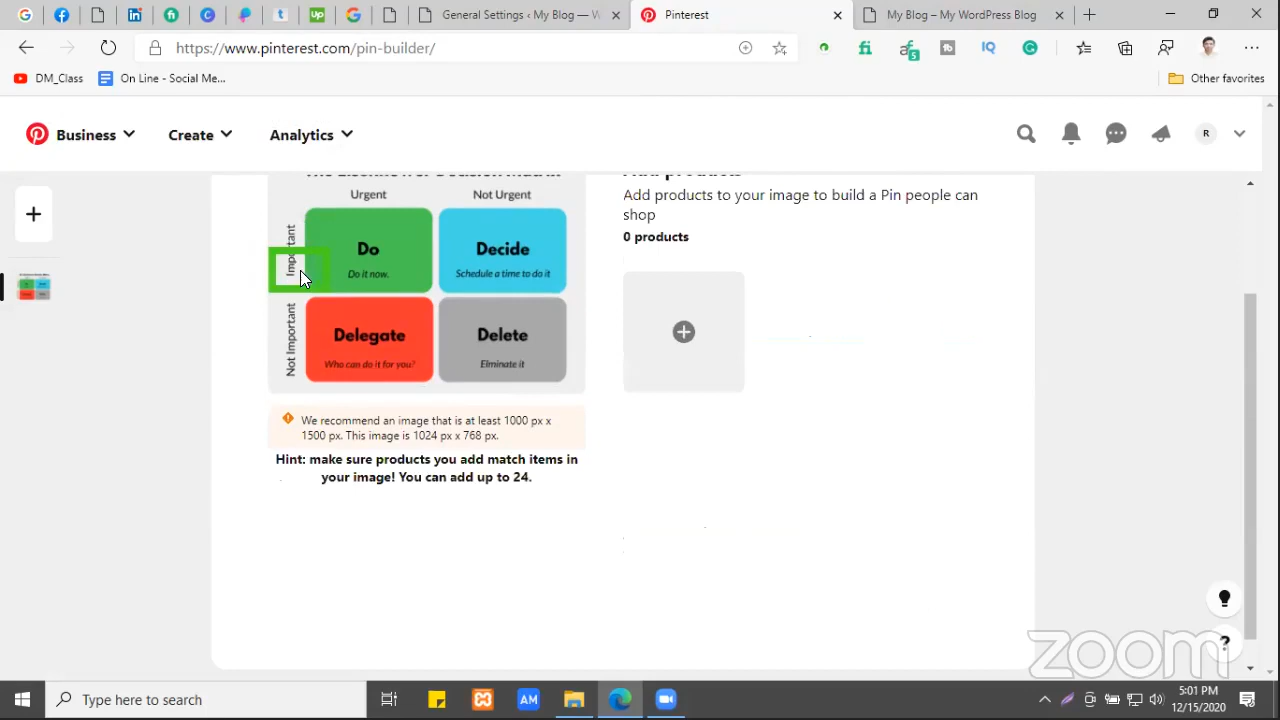 General Settings ‹ My Blog — W
Pinterest
My Blog – My WordPress Blog
https://www.pinterest.com/pin-builder/
5
DM_Class
On Line - Social Me...
Other favorites
Business
Create
Analytics
R
Add products
Add products to your image to build a Pin people can
shop
0 products
Urgent
Not Urgent
Important
Do
Do it now.
Decide
Schedule a time to do it
Not Important
Delegate
Who can do it for you?
Delete
Elminate it
We recommend an image that is at least 1000 px x
1500 px. This image is 1024 px x 768 px.
Hint: make sure products you add match items in
your image! You can add up to 24.
zoom
Type here to search
AM
5:01 PM
12/15/2020